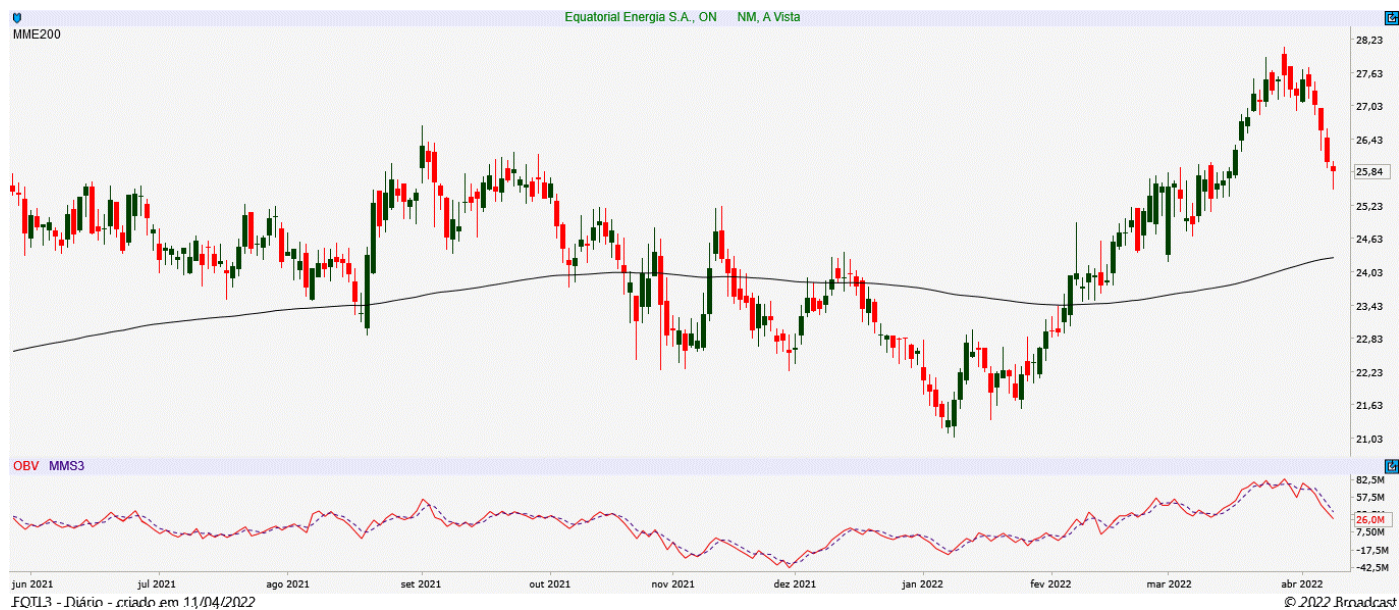 Equatorial Energia S.A., ON NM, A Vista
MME200
28,23
27,63
27,03
26,43
25,84
25,23
24,63
24,03
23,43
22,83
22,23
21,63
21,03
OBV MMS3
82,5M
57,5M
26,0M
7,50M
-17,5M
-42,5M
jun 2021 jul 2021 ago 2021 set 2021 out 2021 nov 2021 dez 2021 jan 2022 fev 2022 mar 2022 abr 2022
EQTL3 - Diário - criado em 11/04/2022 © 2022 Broadcast